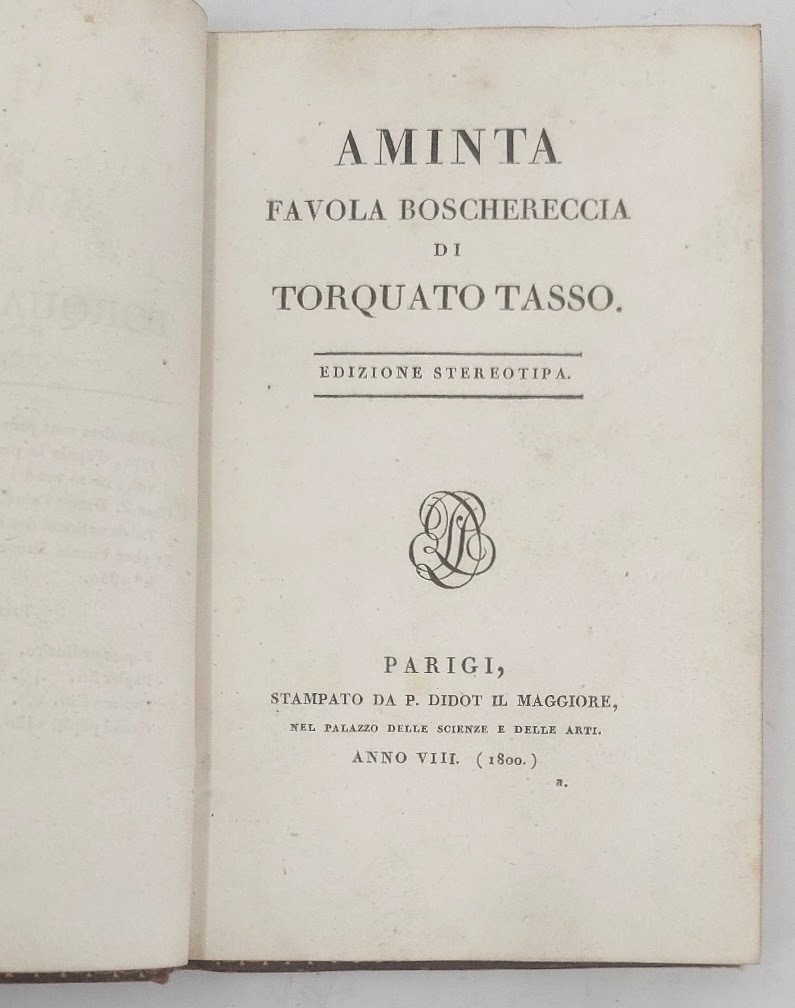 AMINTA
FAVOLA BOSCHERECCIA
DI
TORQUATO TASSO.
EDIZIONE STEREOTIPA.
PARIGI,
STAMPATO DA P. DIDOT IL MAGGIORE,
NEL PALAZZO DELLE SCIENZE E DELLE ARTI.
ANNO VIII. (1800.)
a.